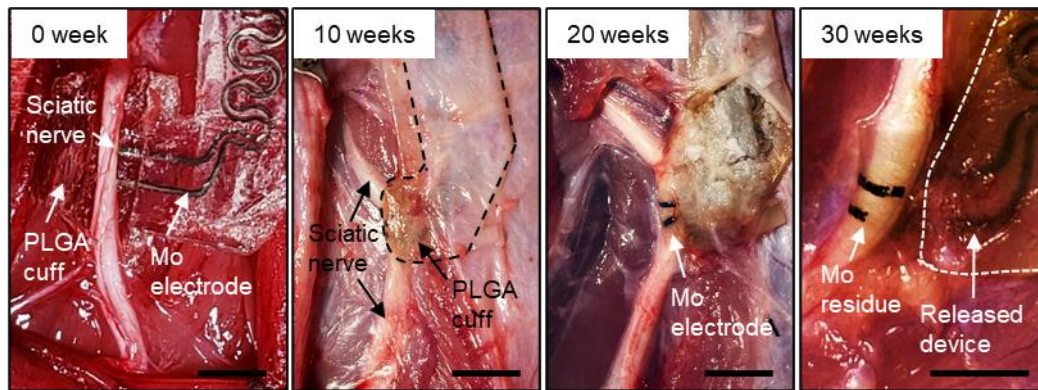 0 week
Sciatic
nerve
PLGA
cuff
Mo
electrode
10 weeks
Sciatic
nerve
PLGA
cuff
20 weeks
Mo
electrode
30 weeks
Mo
residue
Released
device